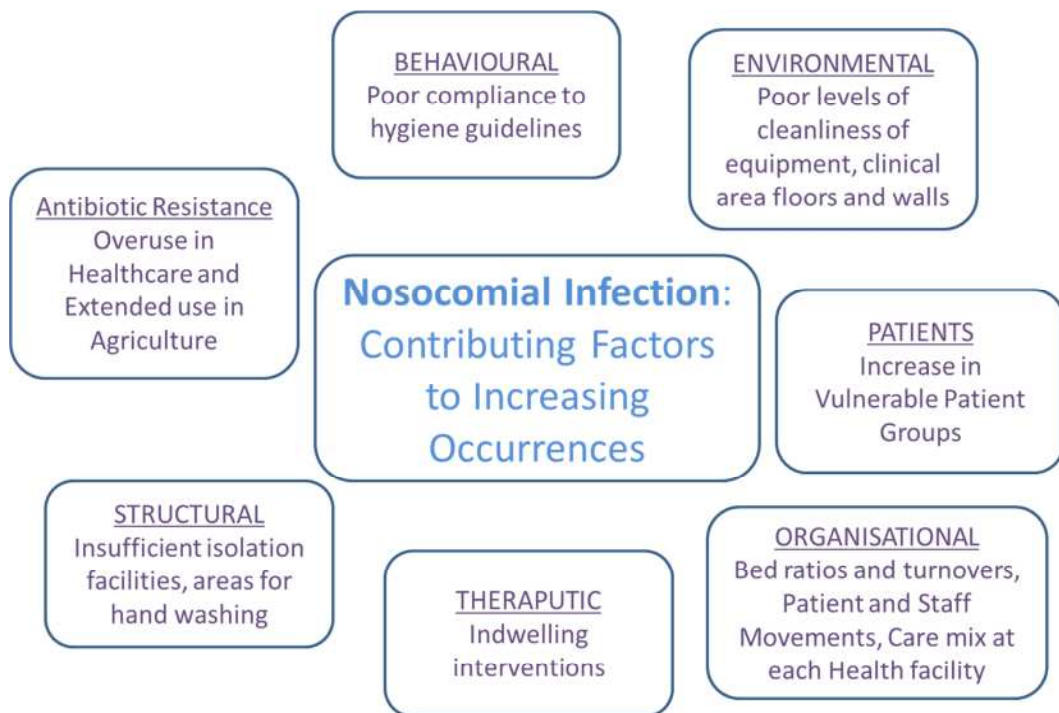 BEHAVIOURAL
Poor compliance to
hygiene guidelines
ENVIRONMENTAL
Poor levels of
cleanliness of
equipment, clinical
area floors and walls
Antibiotic Resistance
Overuse in
Healthcare and
Extended use in
Agriculture
Nosocomial Infection:
Contributing Factors
to Increasing
Occurrences
PATIENTS
Increase in
Vulnerable Patient
Groups
STRUCTURAL
Insufficient isolation
facilities, areas for
hand washing
THERAPUTIC
Indwelling
interventions
ORGANISATIONAL
Bed ratios and turnovers,
Patient and Staff
Movements, Care mix at
each Health facility